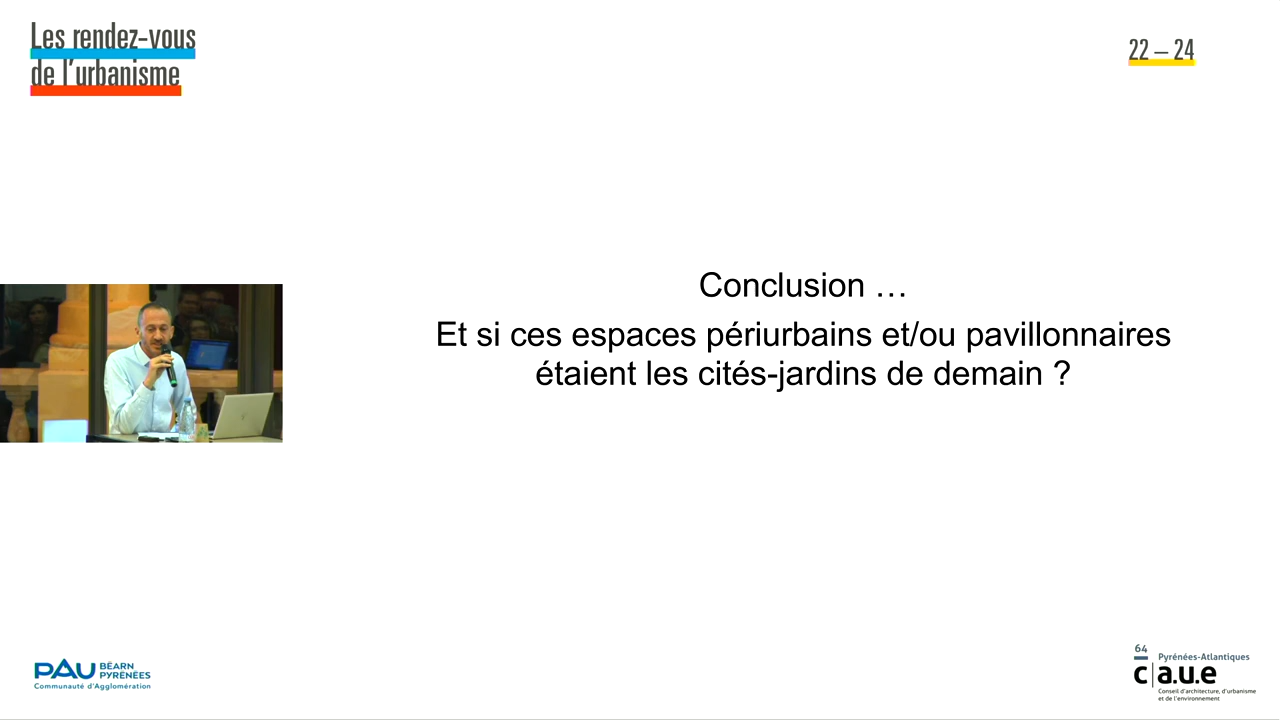 Les rendez-vous
de l'urbanisme
22 — 24
Conclusion …
Et si ces espaces périurbains et/ou pavillonnaires
étaient les cités-jardins de demain ?
PAU BÉARN
PYRÉNÉES
Communauté d'Agglomération
64
Pyrénées-Atlantiques
c|a.u.e
Conseil d'architecture, d'urbanisme
et de l'environnement